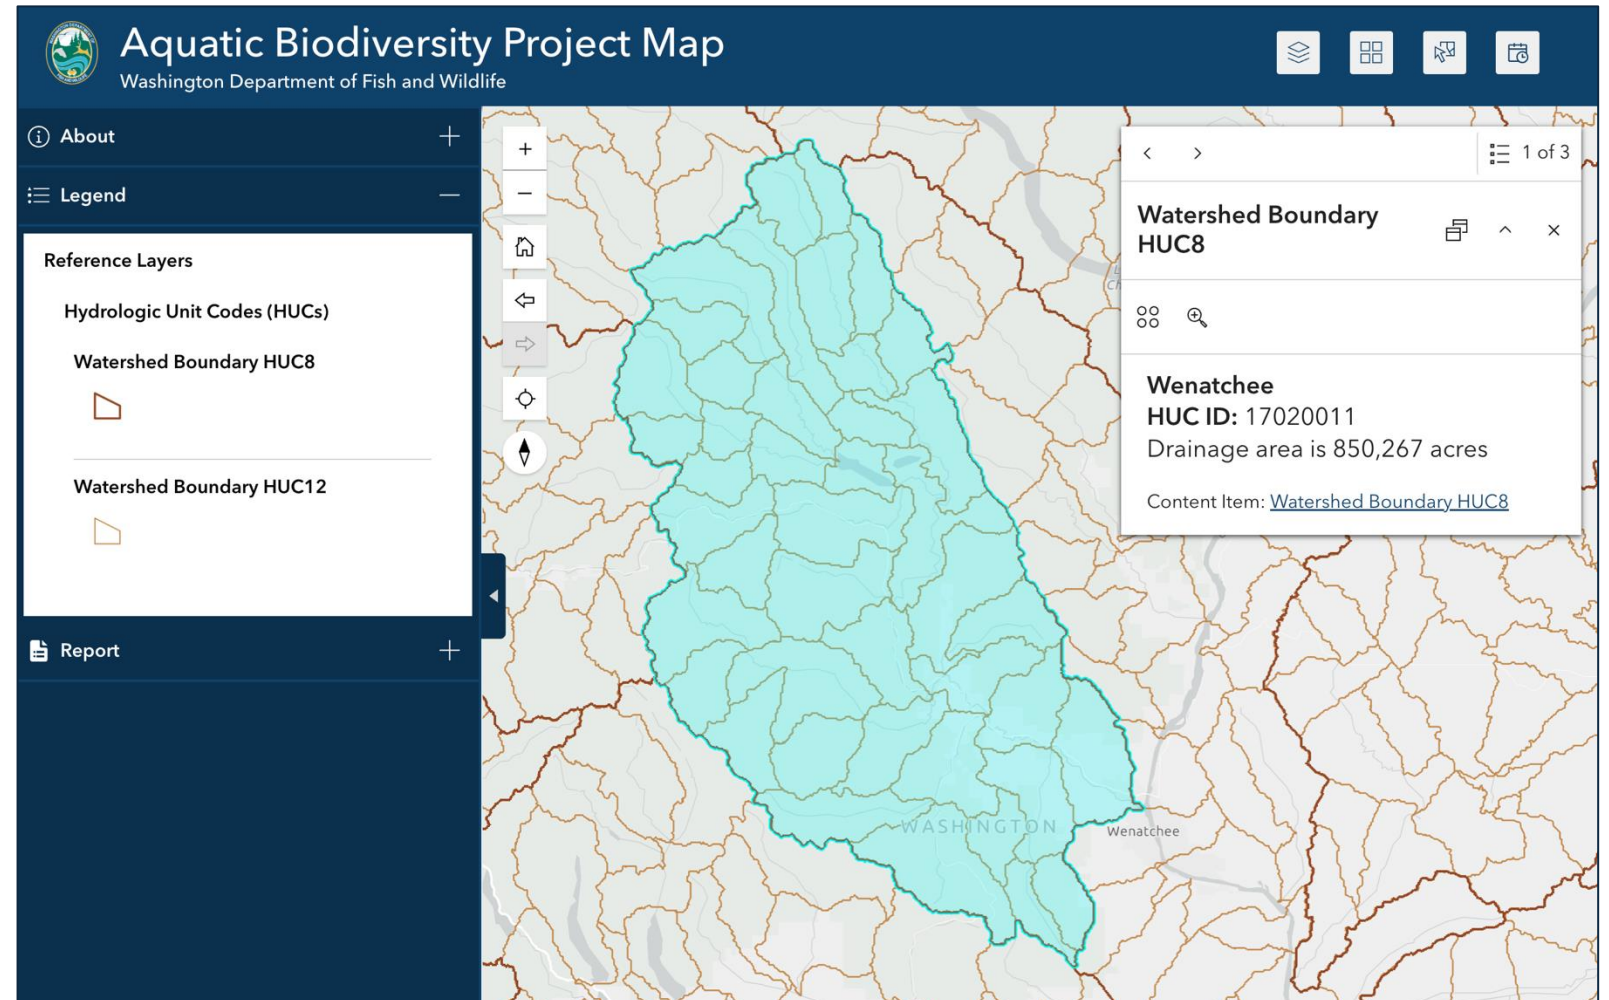 Aquatic Biodiversity Project Map
Washington Department of Fish and Wildlife
About
Legend
Reference Layers
Hydrologic Unit Codes (HUCs)
Watershed Boundary HUC8
Watershed Boundary HUC12
Report
1 of 3
Watershed Boundary
HUC8
Wenatchee
HUC ID: 17020011
Drainage area is 850,267 acres
Content Item: Watershed Boundary HUC8
WASHINGTON
Wenatchee